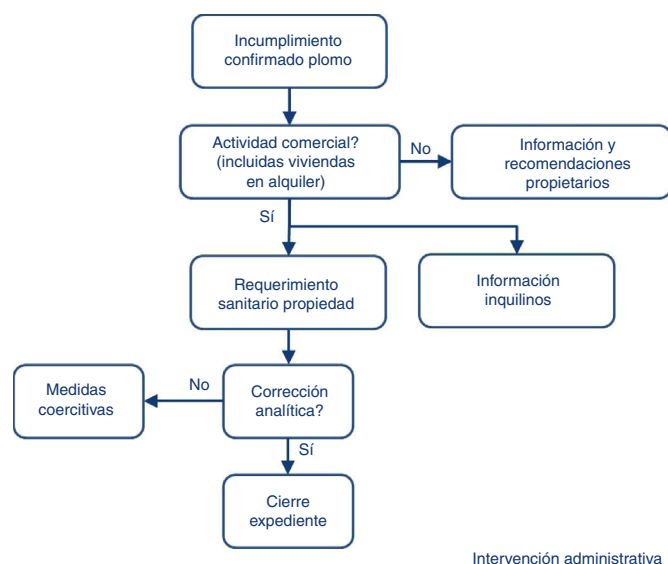 Incumplimiento
confirmado plomo
Actividad comercial?
(incluidas viviendas
en alquiler)
No
Información y
recomendaciones
propietarios
Sí
Requerimiento
sanitario propiedad
Información
inquilinos
Medidas
coercitivas
No
Corrección
analítica?
Sí
Cierre
expediente
Intervención administrativa